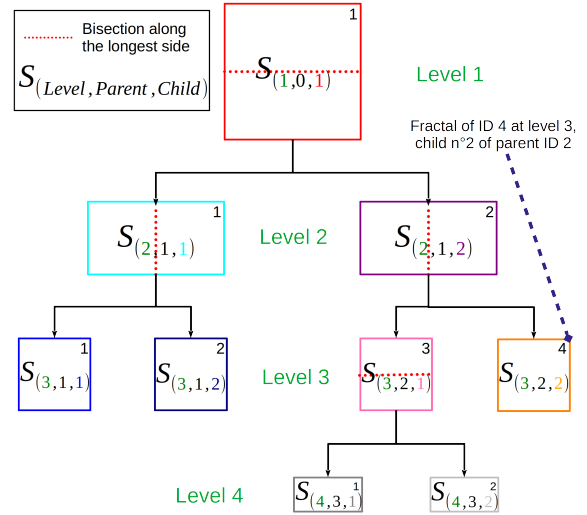 Bisection along
the longest side
S(Level,Parent,Child)
1
S(1,0,1)
Level 1
Fractal of ID 4 at level 3,
child n°2 of parent ID 2
1
S(2,1,1)
Level 2
2
S(2,1,2)
1
S(3,1,1)
2
S(3,1,2)
Level 3
3
S(3,2,1)
4
S(3,2,2)
Level 4
1
S(4,3,1)
2
S(4,3,2)